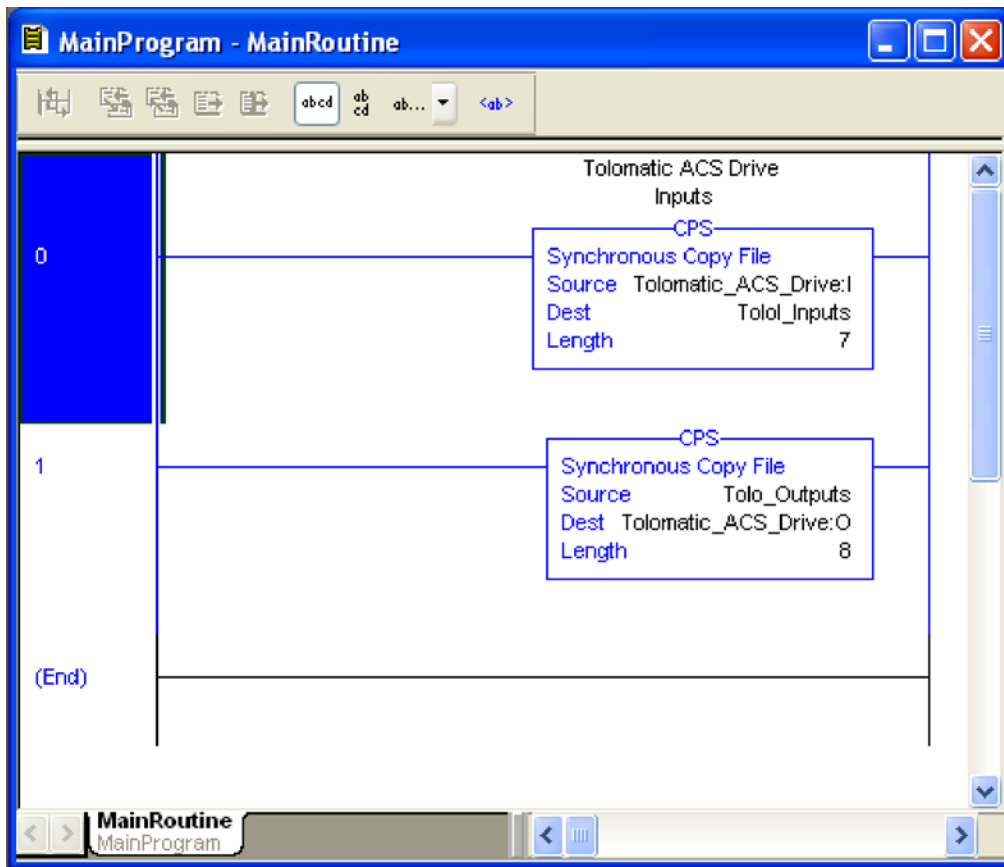 MainProgram - MainRoutine
abcd
ab
cd
ab...
<ab>
Tolomatic ACS Drive
Inputs
0
CPS
Synchronous Copy File
Source Tolomatic_ACS_Drive:I
Dest Tolol_Inputs
Length 7
1
CPS
Synchronous Copy File
Source Tolo_Outputs
Dest Tolomatic_ACS_Drive:O
Length 8
(End)
MainRoutine
MainProgram